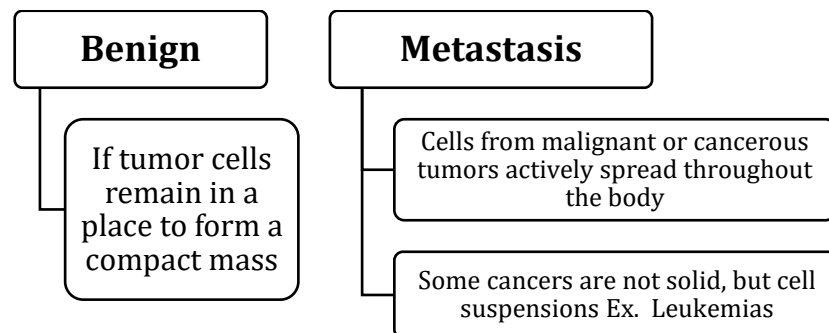 Benign
If tumor cells
remain in a
place to form a
compact mass
Metastasis
Cells from malignant or cancerous
tumors actively spread throughout
the body
Some cancers are not solid, but cell
suspensions Ex. Leukemias